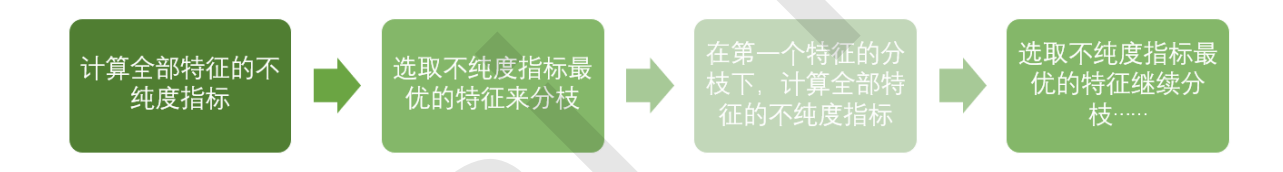 计算全部特征的不
纯度指标
选取不纯度指标最
优的特征来分枝
在第一个特征的分
枝下，计算全部特
征的不纯度指标
选取不纯度指标最
优的特征继续分
枝……